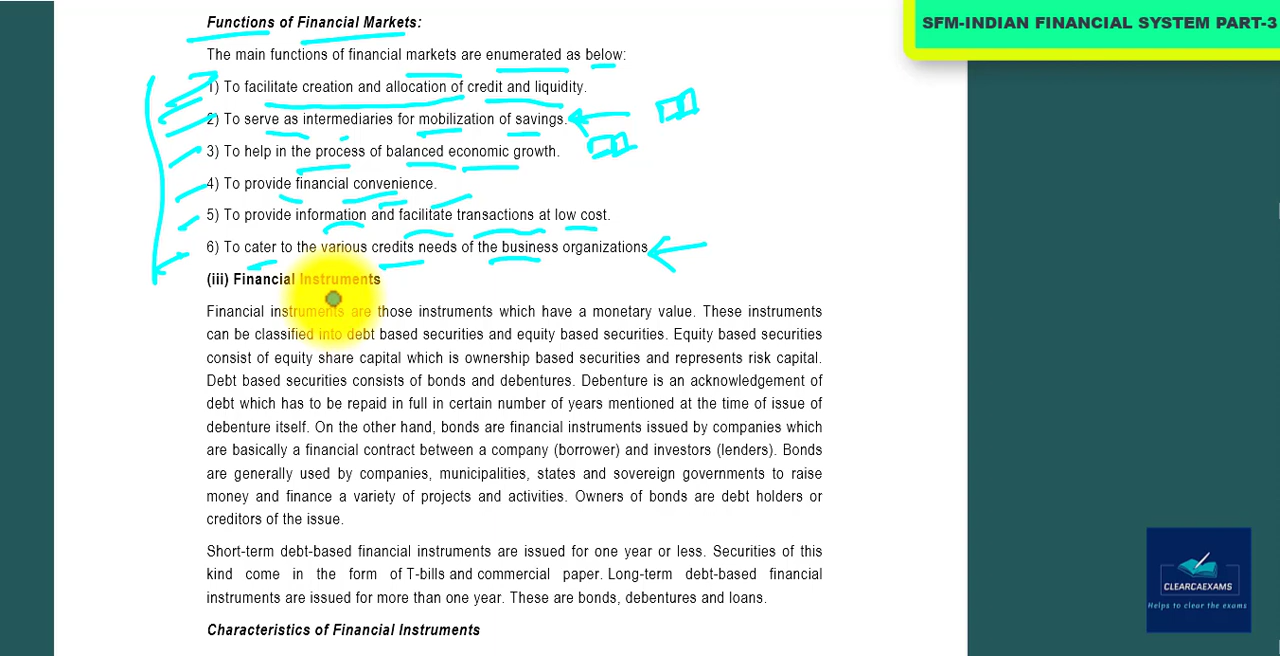 Functions of Financial Markets:
SFM-INDIAN FINANCIAL SYSTEM PART-3
The main functions of financial markets are enumerated as below:
1) To facilitate creation and allocation of credit and liquidity.
2) To serve as intermediaries for mobilization of savings.
3) To help in the process of balanced economic growth.
4) To provide financial convenience.
5) To provide information and facilitate transactions at low cost.
6) To cater to the various credits needs of the business organizations.
(iii) Financial Instruments
Financial instruments are those instruments which have a monetary value. These instruments
can be classified into debt based securities and equity based securities. Equity based securities
consist of equity share capital which is ownership based securities and represents risk capital.
Debt based securities consists of bonds and debentures. Debenture is an acknowledgement of
debt which has to be repaid in full in certain number of years mentioned at the time of issue of
debenture itself. On the other hand, bonds are financial instruments issued by companies which
are basically a financial contract between a company (borrower) and investors (lenders). Bonds
are generally used by companies, municipalities, states and sovereign governments to raise
money and finance a variety of projects and activities. Owners of bonds are debt holders or
creditors of the issue.
Short-term debt-based financial instruments are issued for one year or less. Securities of this
kind come in the form of T-bills and commercial paper. Long-term debt-based financial
instruments are issued for more than one year. These are bonds, debentures and loans.
Characteristics of Financial Instruments
CLEARCAEXAMS
Helps to clear the exams